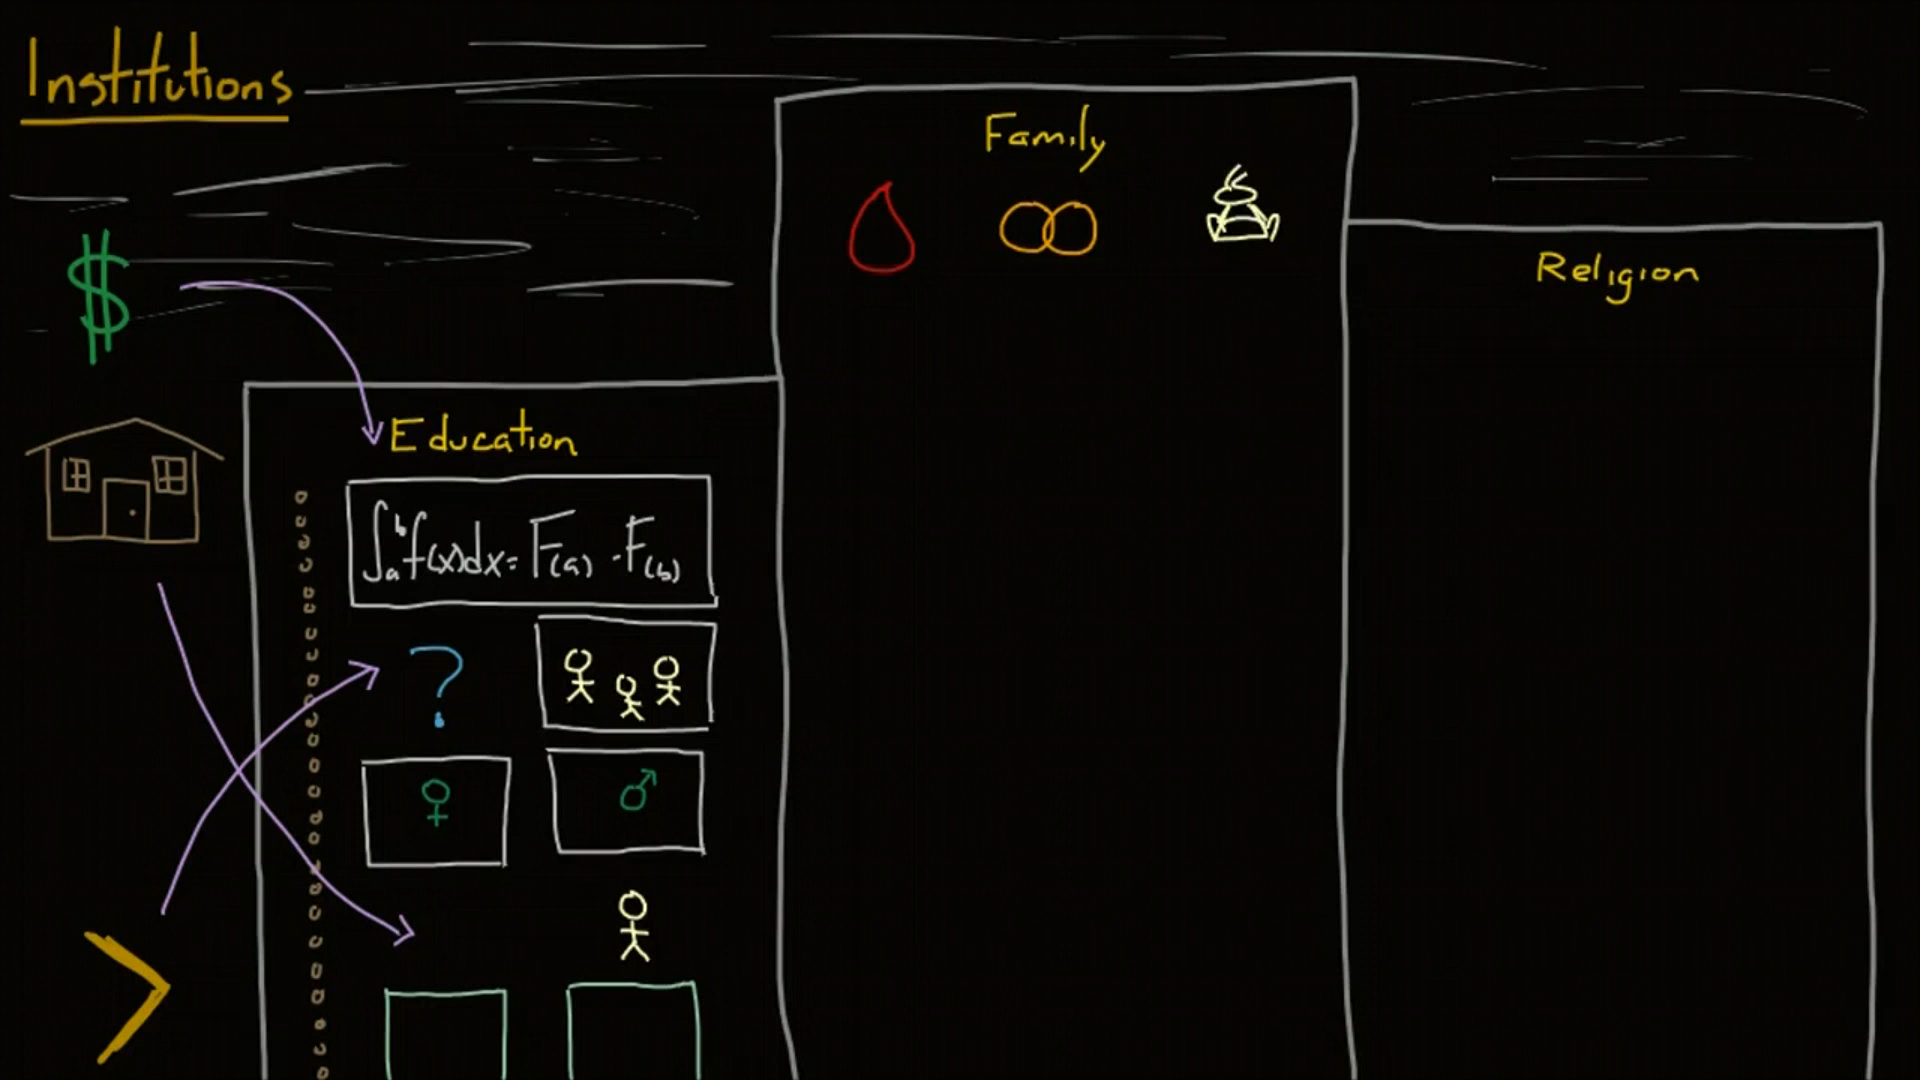 Institutions
Family
Religion
$
Education
∫ₐᵇf(x)dx = F(a) - F(b)
?